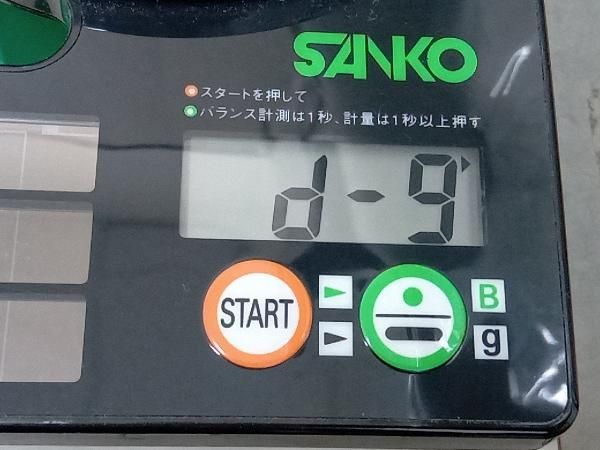 SANKO
スタートを押して
バランス計測は1秒、計量は1秒以上押す
d-9
START
B
g